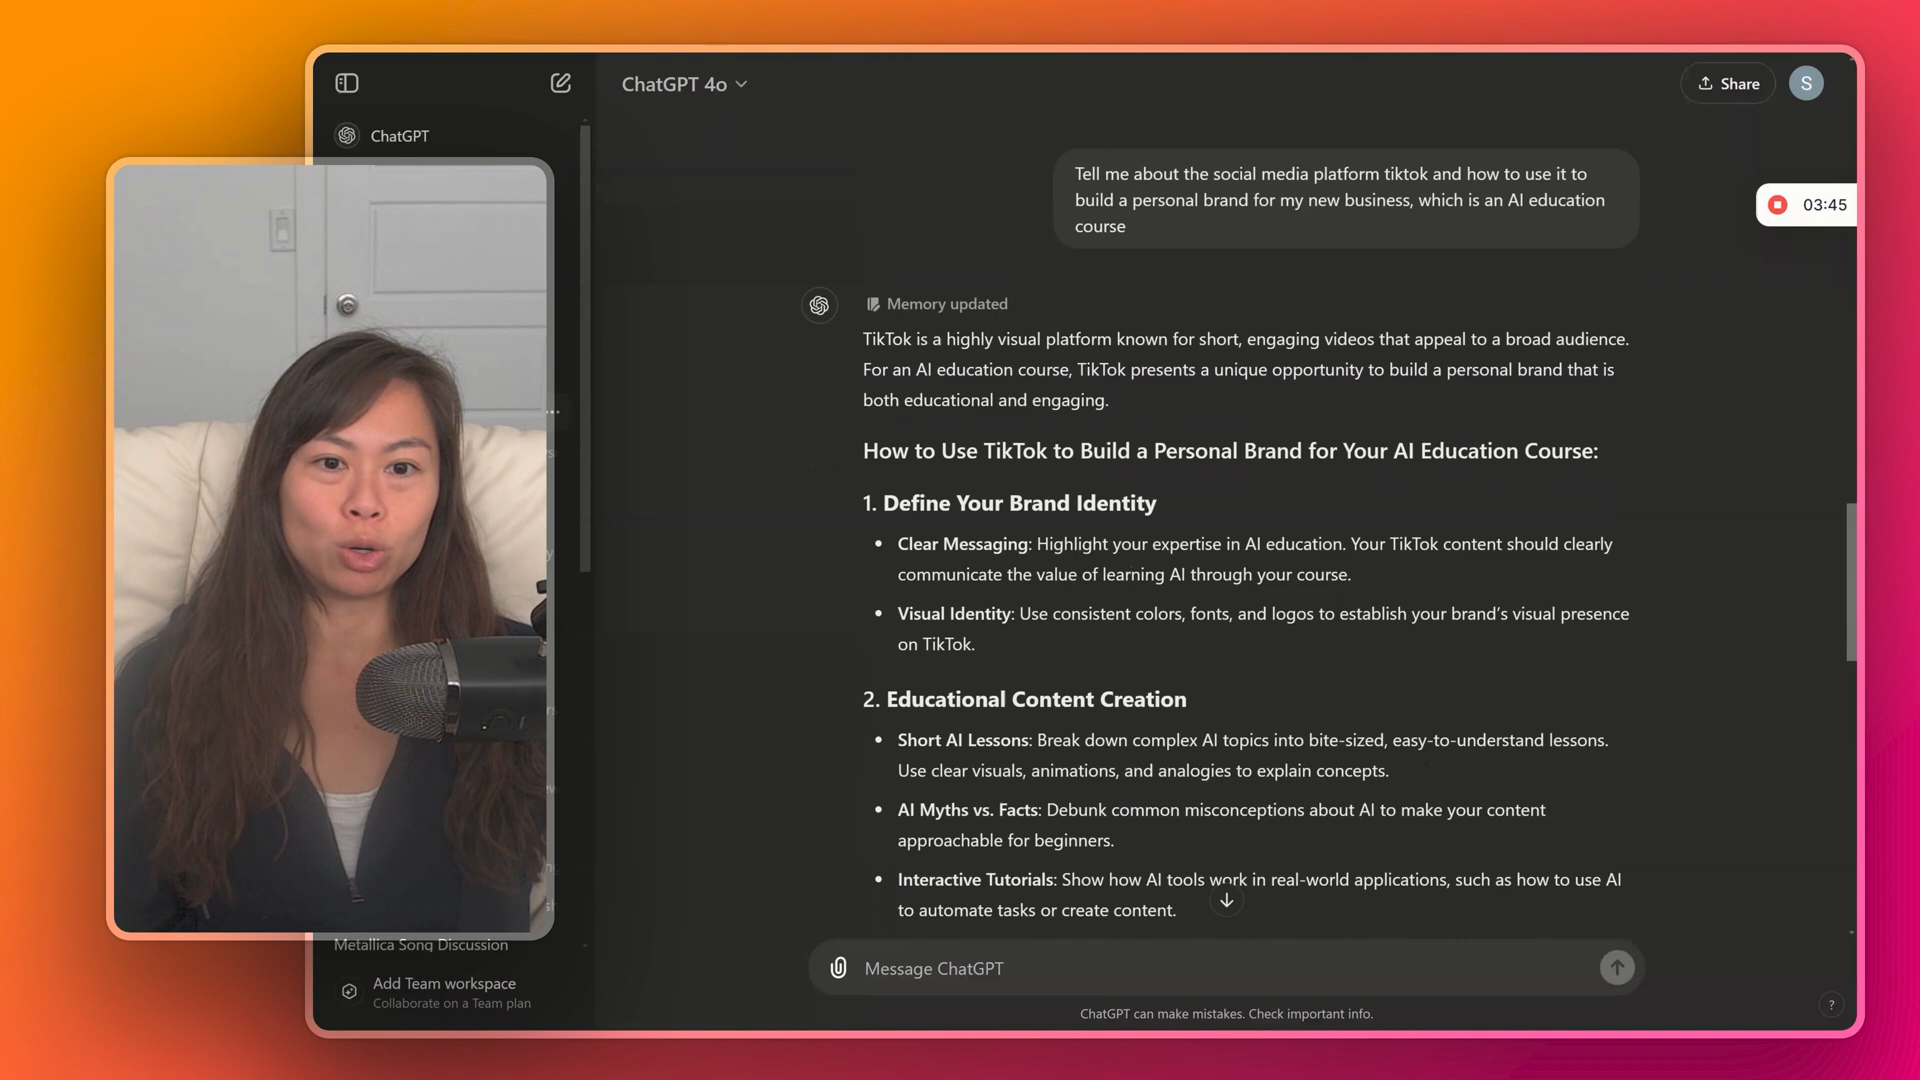 ChatGPT 4o
Share
S
ChatGPT
Tell me about the social media platform tiktok and how to use it to
build a personal brand for my new business, which is an AI education
course
03:45
Memory updated
TikTok is a highly visual platform known for short, engaging videos that appeal to a broad audience.
For an AI education course, TikTok presents a unique opportunity to build a personal brand that is
both educational and engaging.
How to Use TikTok to Build a Personal Brand for Your AI Education Course:
1. Define Your Brand Identity
• Clear Messaging: Highlight your expertise in AI education. Your TikTok content should clearly
communicate the value of learning AI through your course.
• Visual Identity: Use consistent colors, fonts, and logos to establish your brand’s visual presence
on TikTok.
2. Educational Content Creation
• Short AI Lessons: Break down complex AI topics into bite-sized, easy-to-understand lessons.
Use clear visuals, animations, and analogies to explain concepts.
• AI Myths vs. Facts: Debunk common misconceptions about AI to make your content
approachable for beginners.
• Interactive Tutorials: Show how AI tools work in real-world applications, such as how to use AI
to automate tasks or create content.
Metallica Song Discussion
Add Team workspace
Collaborate on a Team plan
Message ChatGPT
ChatGPT can make mistakes. Check important info.
?